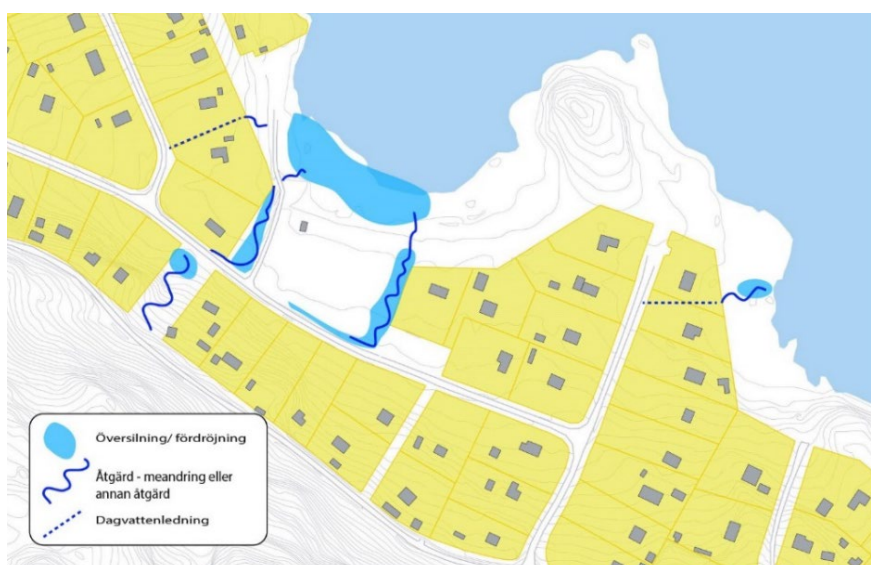 Översilning/ fördröjning
Åtgärd - meandring eller
annan åtgärd
Dagvattenledning